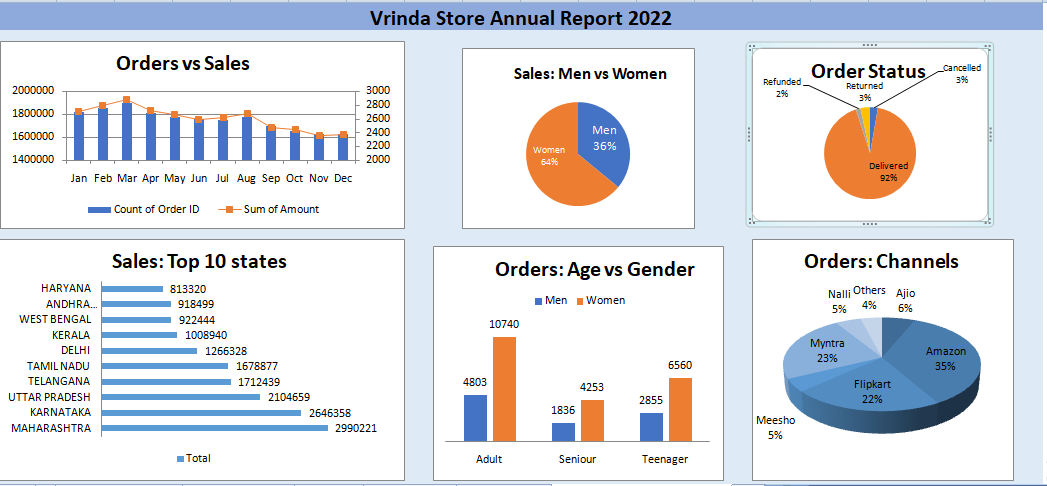 Vrinda Store Annual Report 2022
Orders vs Sales
2000000
1800000
1600000
1400000
3000
2800
2600
2400
2200
2000
Jan Feb Mar Apr May Jun Jul Aug Sep Oct Nov Dec
Count of Order ID Sum of Amount
Sales: Men vs Women
Men
36%
Women
64%
Order Status
Cancelled
3%
Returned
3%
Refunded
2%
Delivered
92%
Sales: Top 10 states
HARYANA 813320
ANDHRA... 918499
WEST BENGAL 922444
KERALA 1008940
DELHI 1266328
TAMIL NADU 1678877
TELANGANA 1712439
UTTAR PRADESH 2104659
KARNATAKA 2646358
MAHARASHTRA 2990221
Total
Orders: Age vs Gender
Men Women
4803 10740
1836 4253
2855 6560
Adult Seniour Teenager
Orders: Channels
Nalli
5%
Others
4%
Ajio
6%
Myntra
23%
Amazon
35%
Flipkart
22%
Meesho
5%